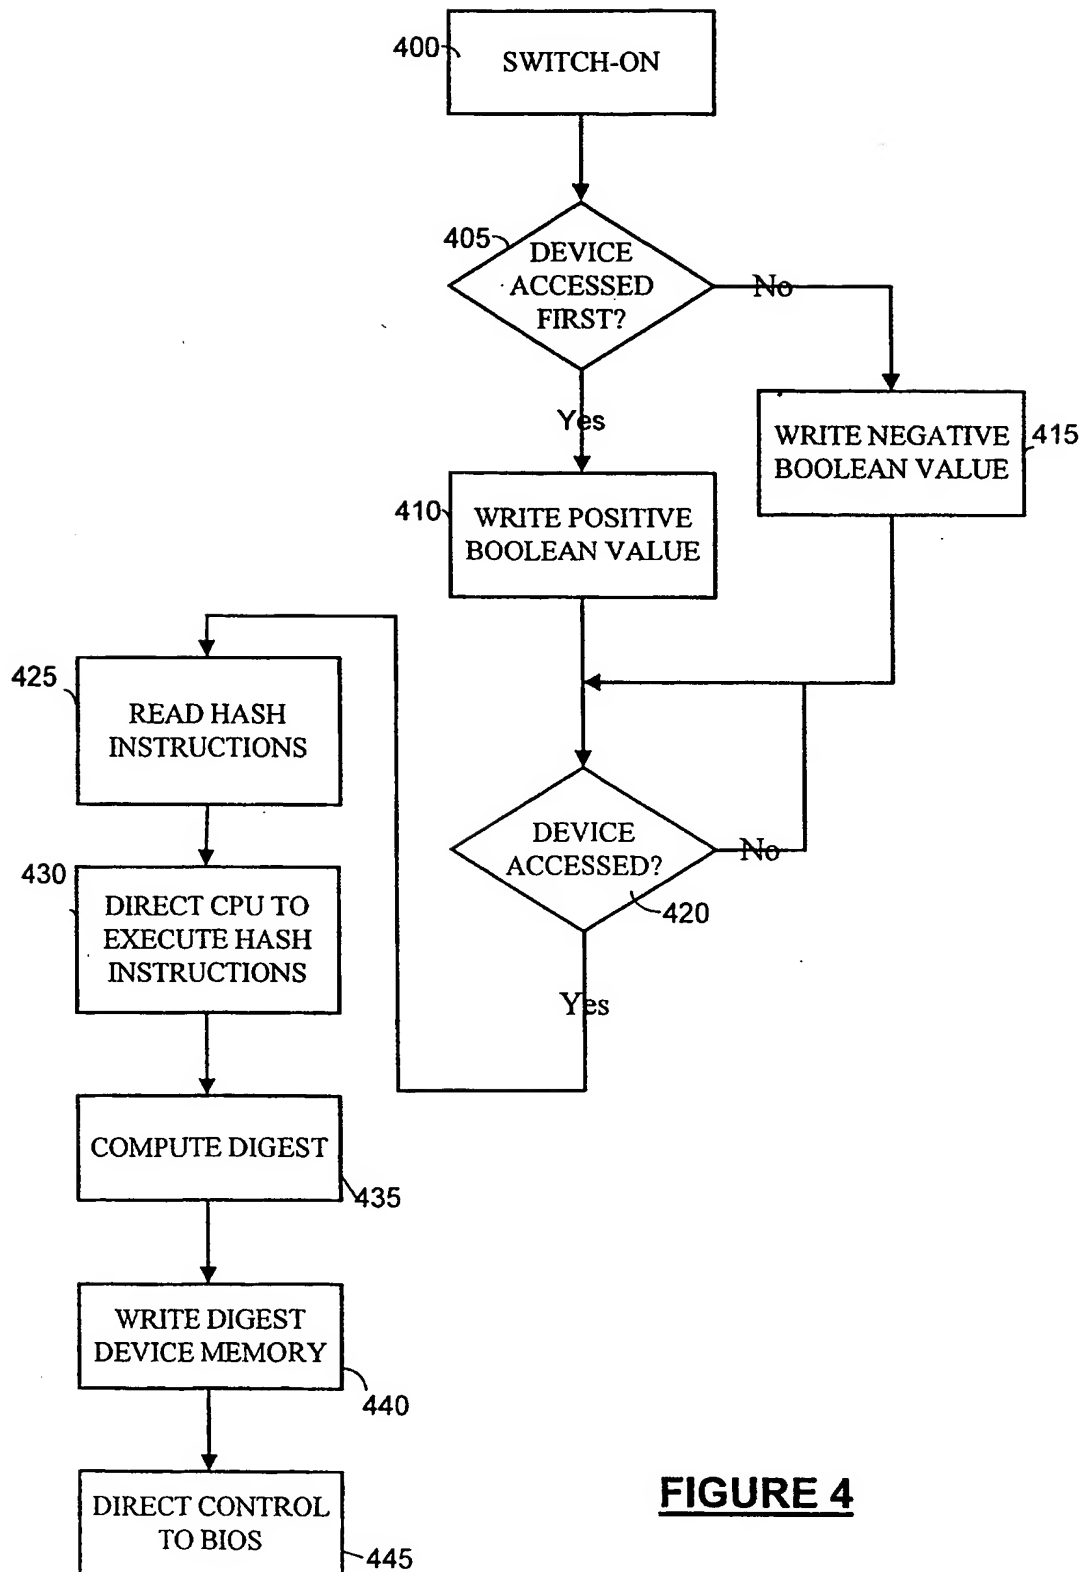 400
SWITCH-ON
405
DEVICE
ACCESSED
FIRST?
No
Yes
WRITE NEGATIVE
BOOLEAN VALUE
415
410
WRITE POSITIVE
BOOLEAN VALUE
425
READ HASH
INSTRUCTIONS
DEVICE
ACCESSED?
No
420
430
DIRECT CPU TO
EXECUTE HASH
INSTRUCTIONS
Yes
COMPUTE DIGEST
435
WRITE DIGEST
DEVICE MEMORY
440
DIRECT CONTROL
TO BIOS
445
FIGURE 4